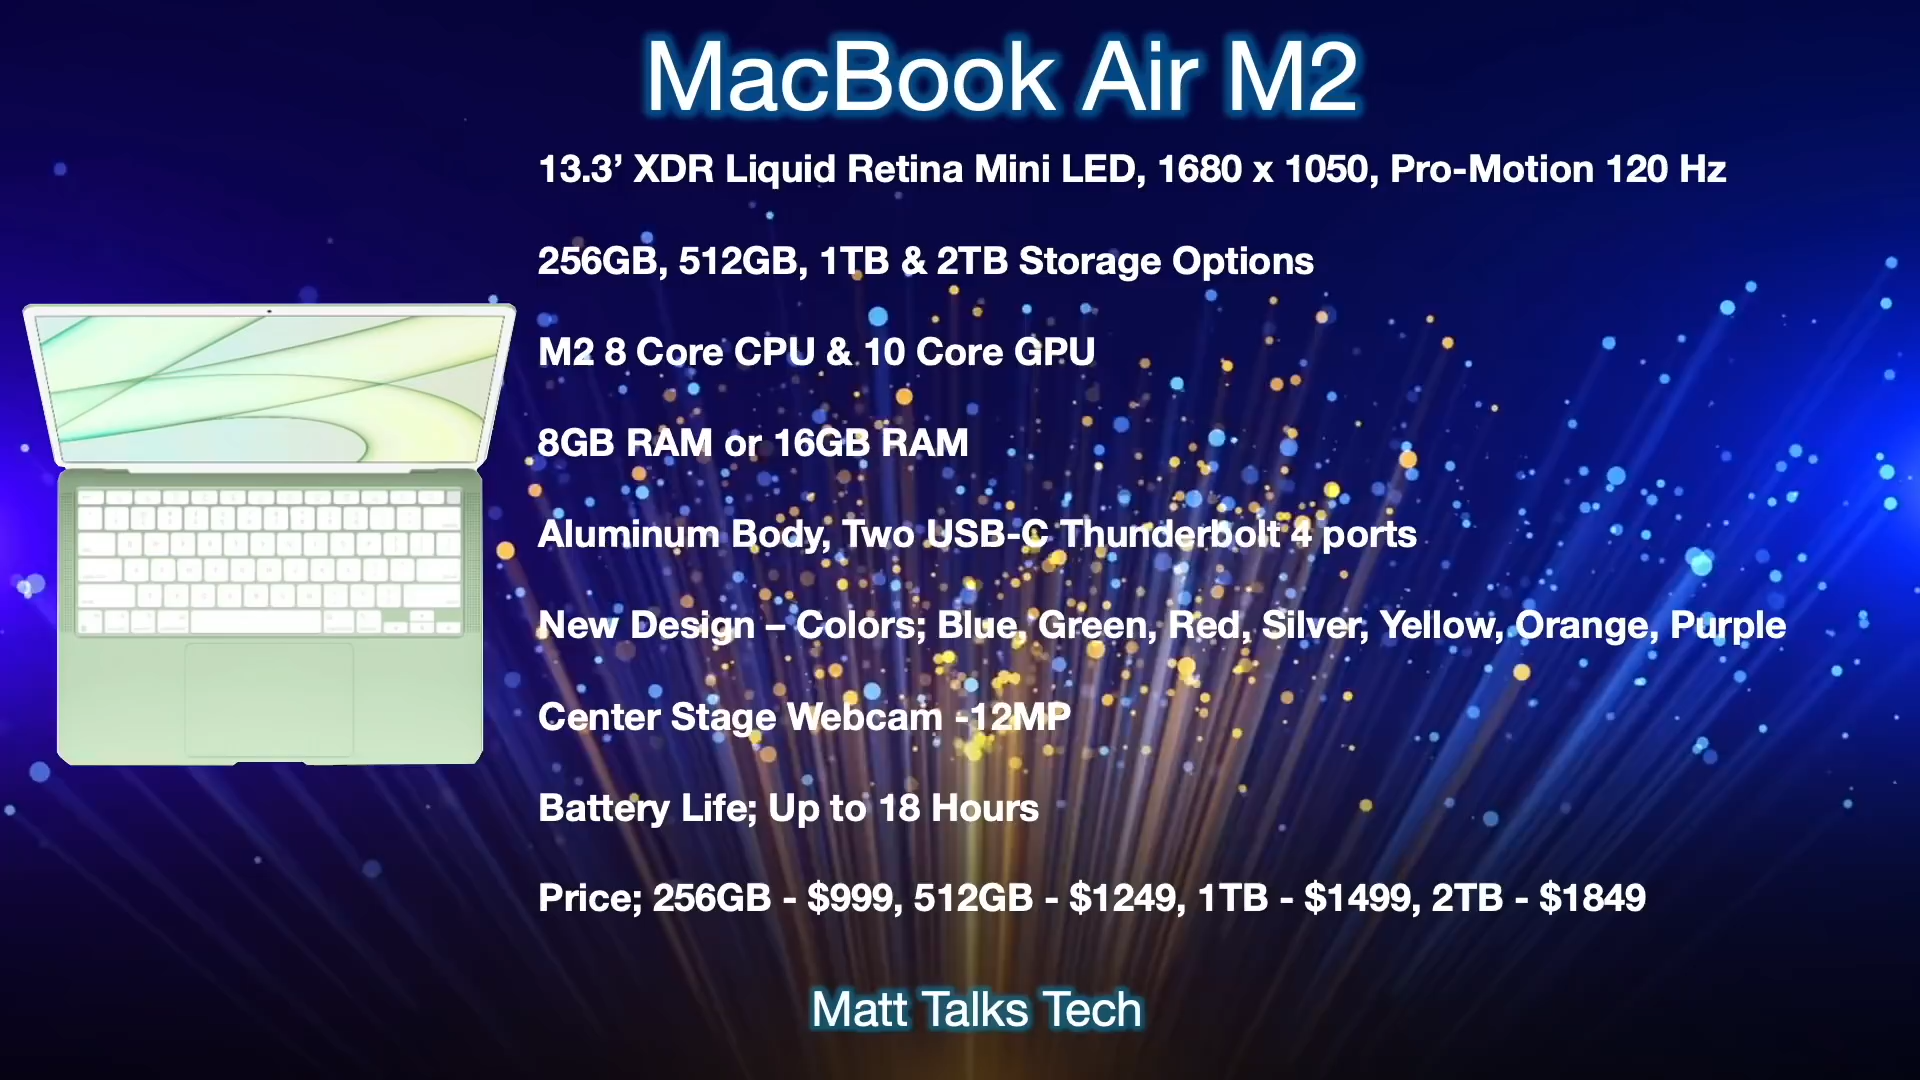 MacBook Air M2
13.3’ XDR Liquid Retina Mini LED, 1680 x 1050, Pro-Motion 120 Hz
256GB, 512GB, 1TB & 2TB Storage Options
M2 8 Core CPU & 10 Core GPU
8GB RAM or 16GB RAM
Aluminum Body, Two USB-C Thunderbolt 4 ports
New Design – Colors; Blue, Green, Red, Silver, Yellow, Orange, Purple
Center Stage Webcam -12MP
Battery Life; Up to 18 Hours
Price; 256GB - $999, 512GB - $1249, 1TB - $1499, 2TB - $1849
Matt Talks Tech